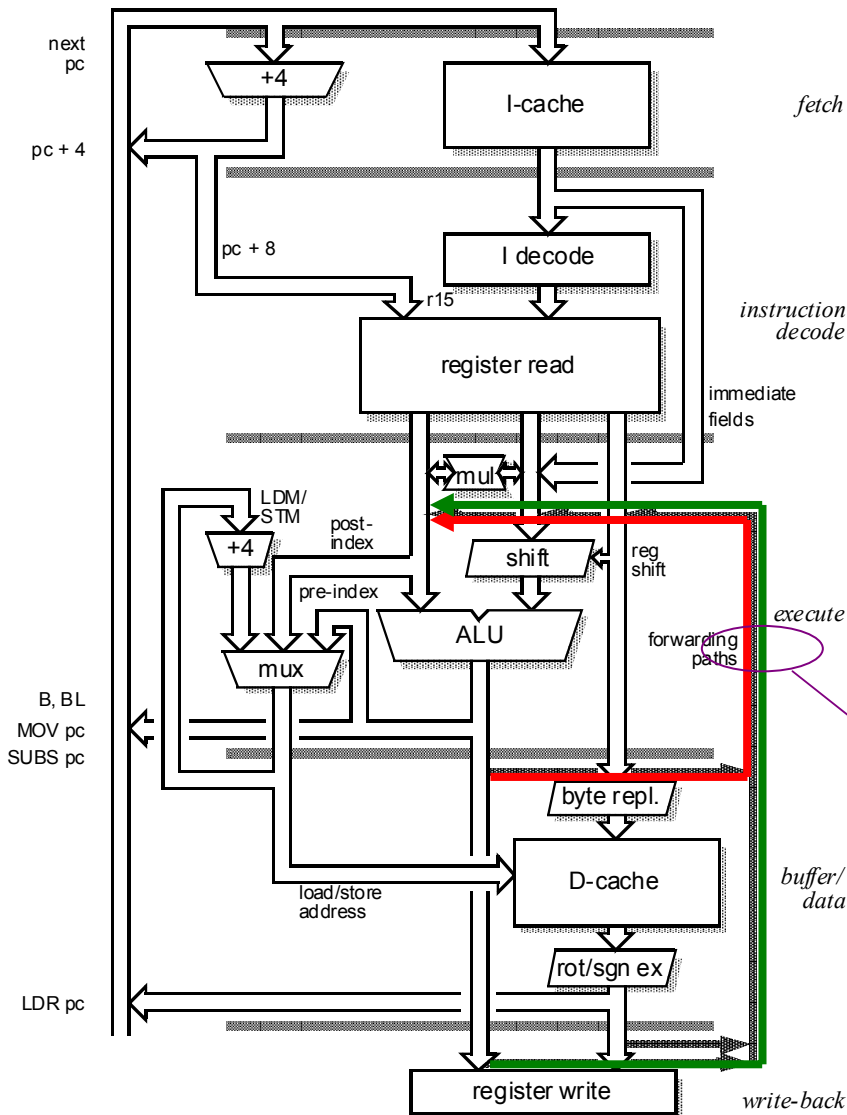 next
pc
+4
I-cache
fetch
pc + 4
pc + 8
I decode
r15
instruction
decode
register read
immediate
fields
mul
LDM/
STM
post-
index
+4
shift
reg
shift
pre-index
execute
ALU
forwarding
paths
mux
B, BL
MOV pc
SUBS pc
byte repl.
D-cache
buffer/
data
load/store
address
rot/sgn ex
LDR pc
register write
write-back